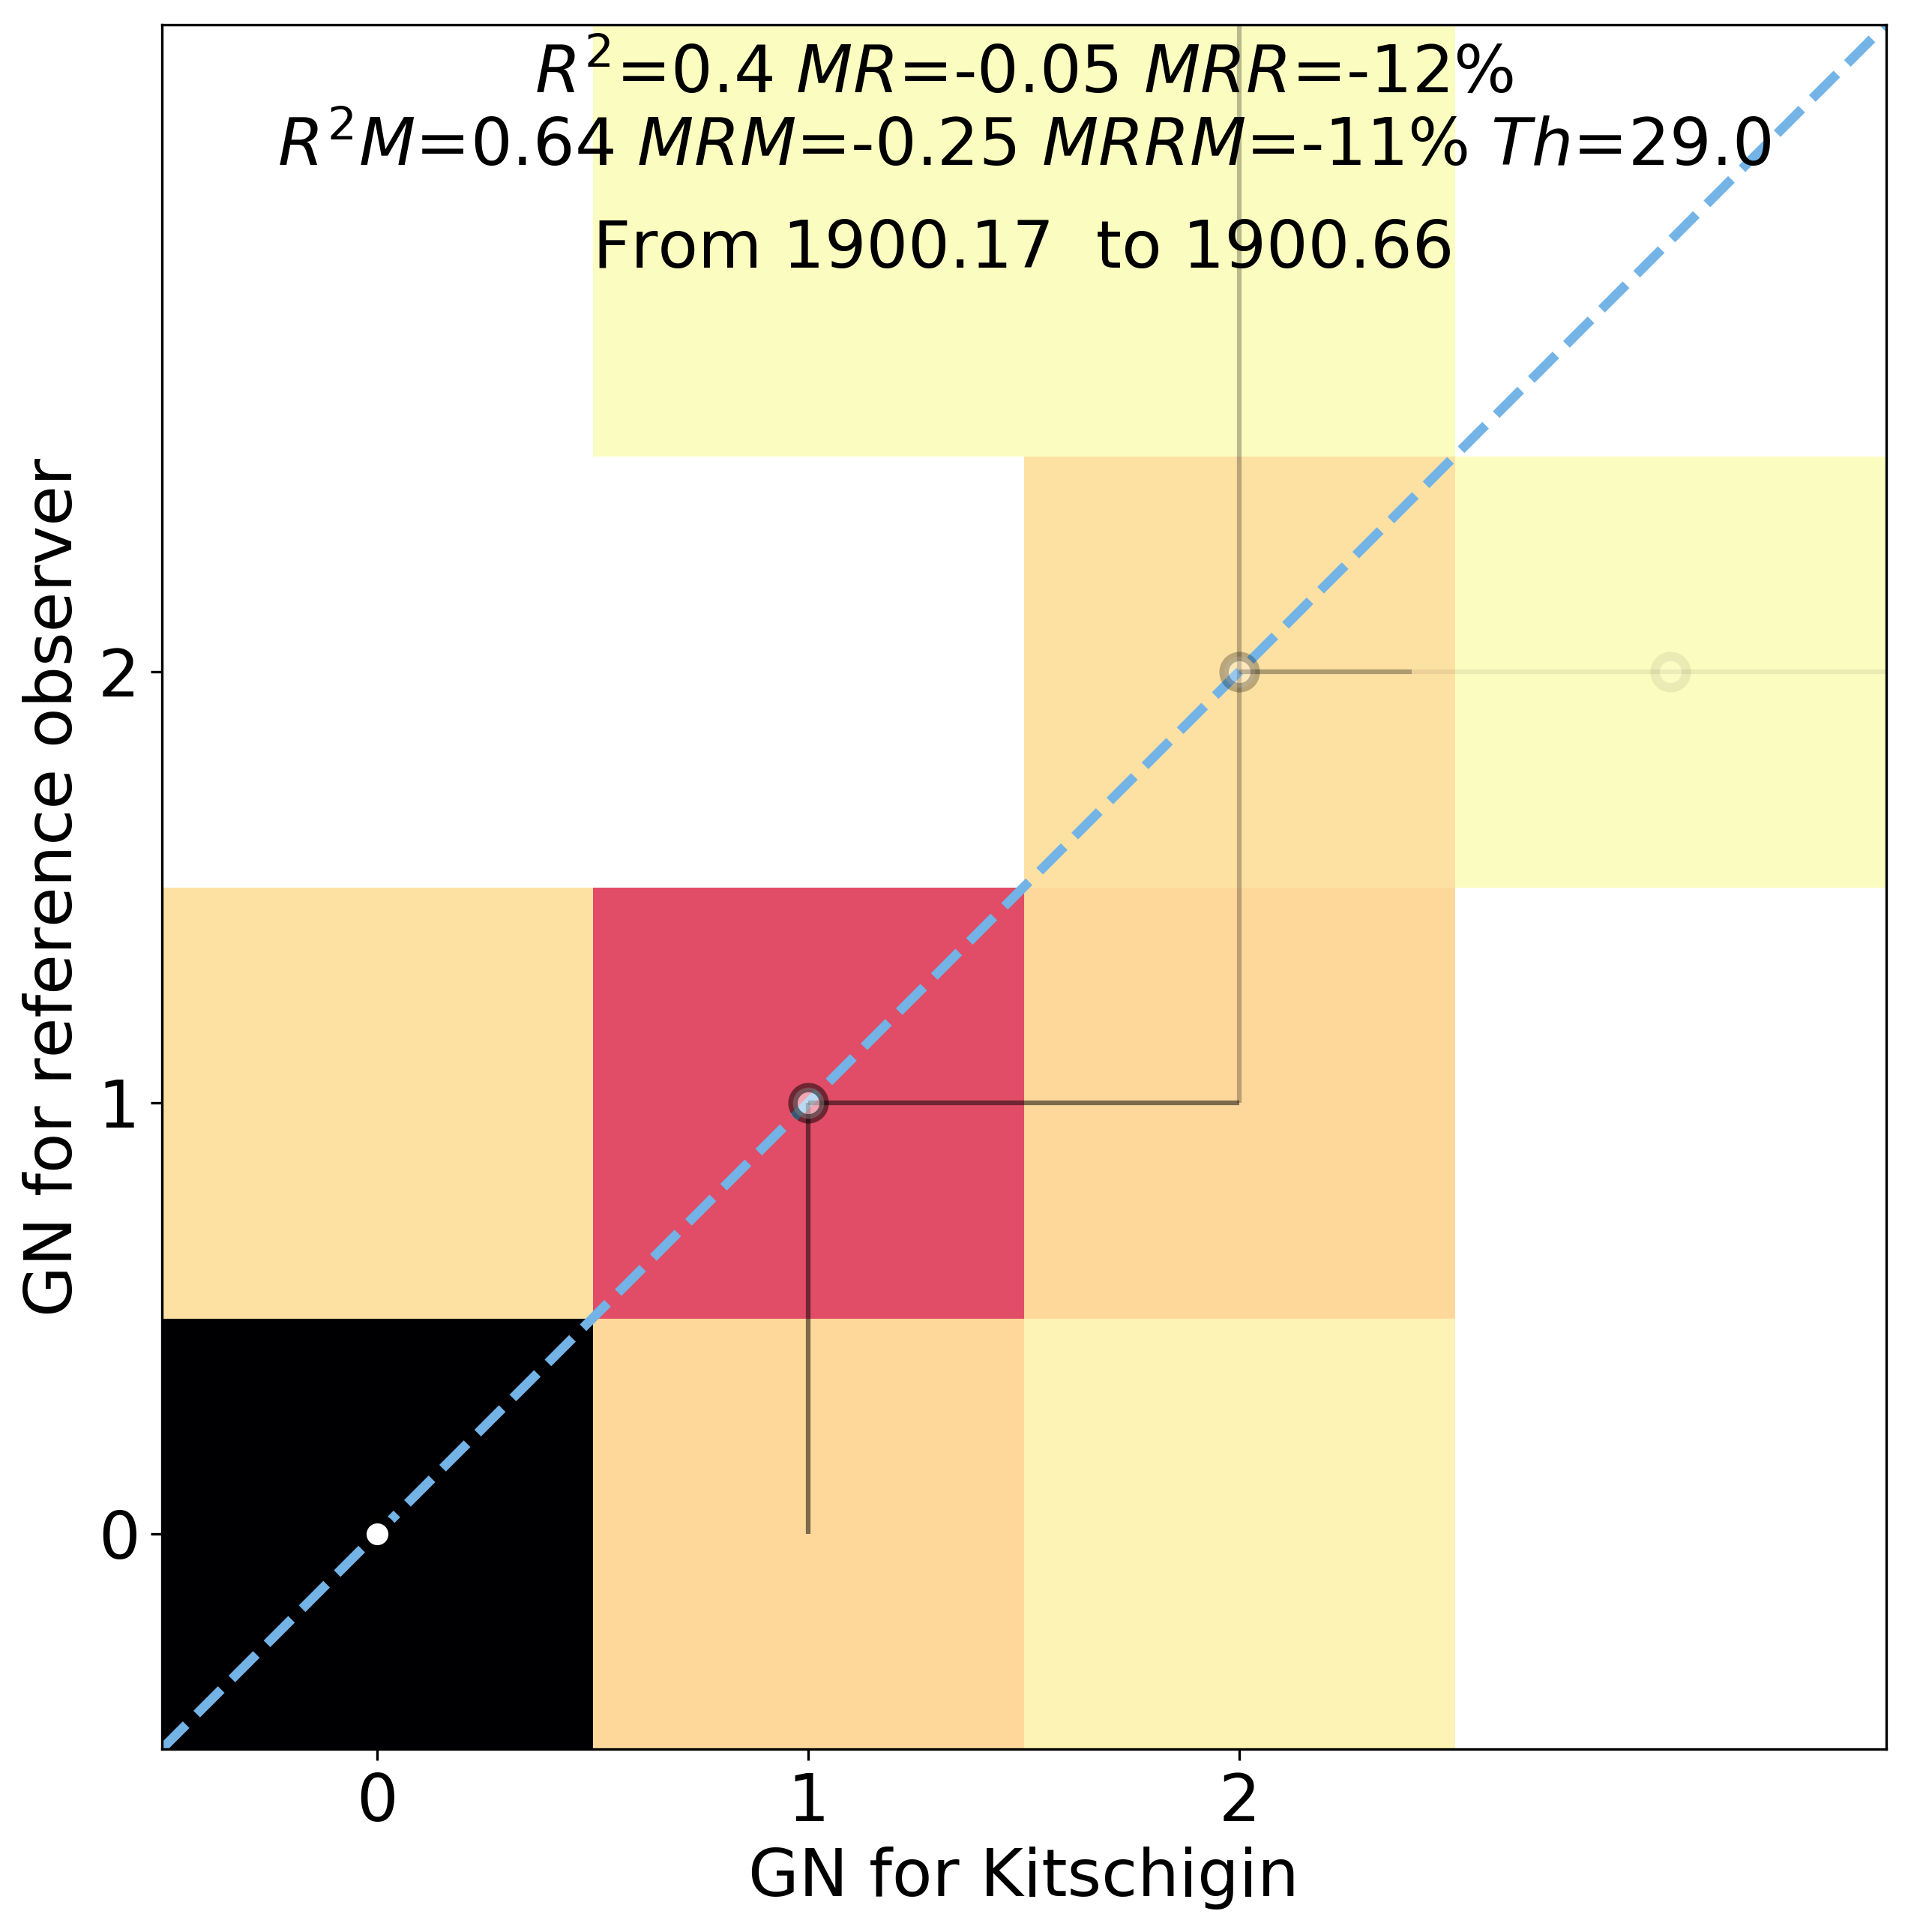 R²=0.4 MR=-0.05 MRR=-12%
R²M=0.64 MRM=-0.25 MRRM=-11% Th=29.0
From 1900.17 to 1900.66
GN for reference observer
2
1
0
0 1 2
GN for Kitschigin